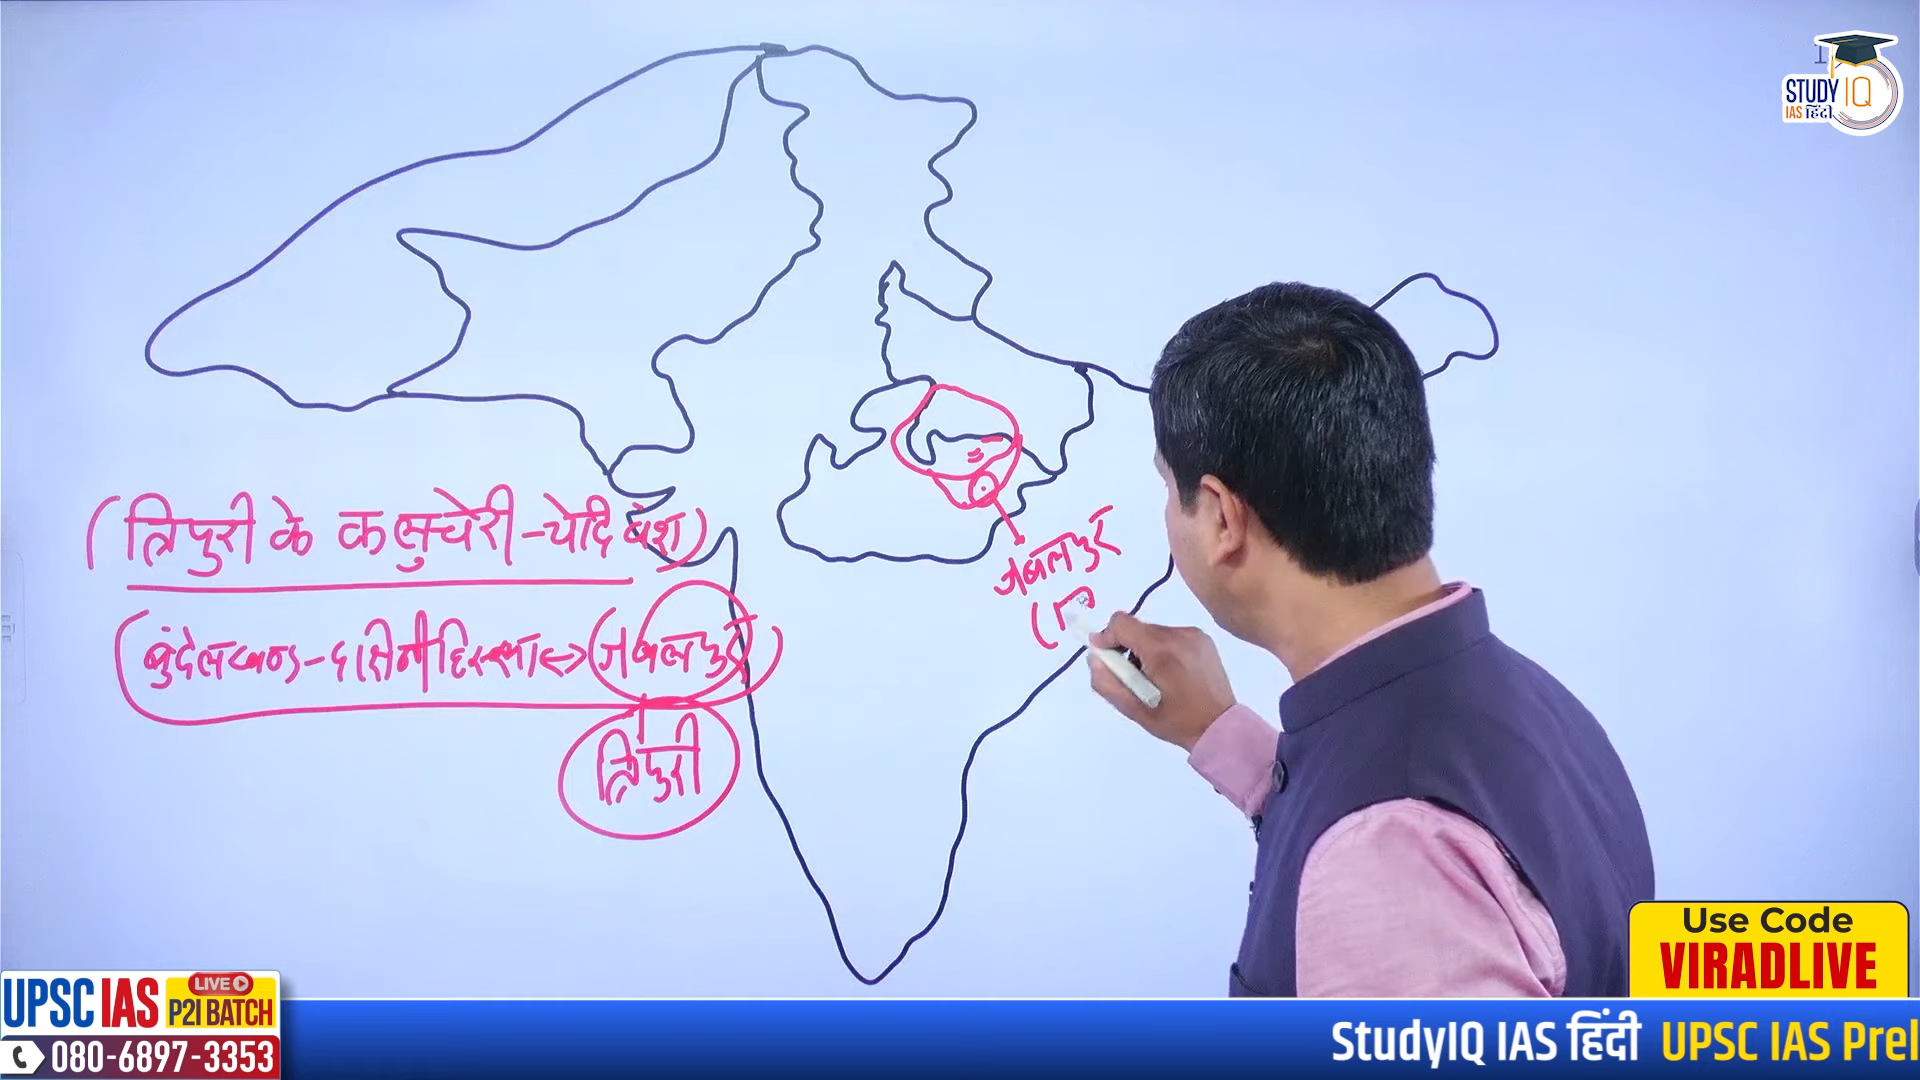 STUDY IQ
IAS हिंदी
(त्रिपुरी के कलचुरी-चेदि वंश)
(बुंदेलखण्ड-दक्षिनी हिस्सा↔(जबलपुर)
त्रिपुरी
जबलपुर
Use Code
VIRADLIVE
LIVE
UPSC IAS
P2I BATCH
080-6897-3353
StudyIQ IAS हिंदी UPSC IAS Prel